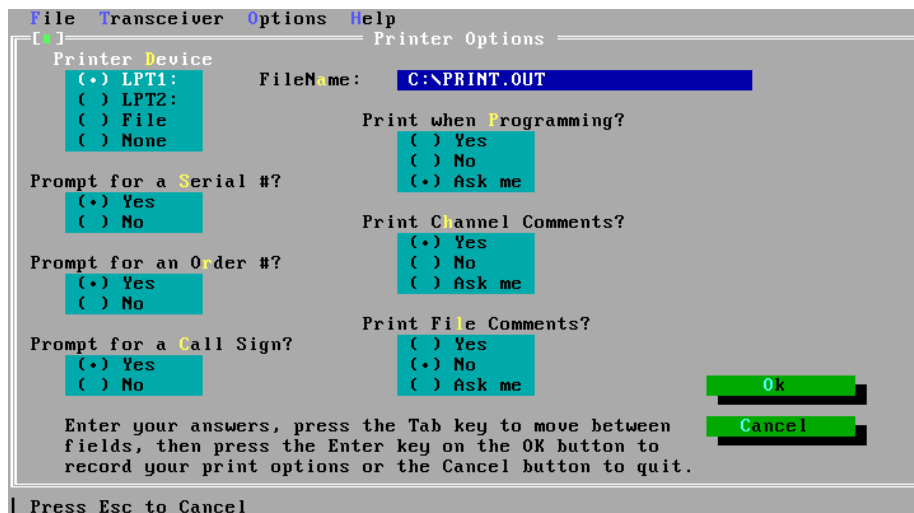 File Transceiver Options Help
[■] Printer Options
Printer Device
(•) LPT1:
( ) LPT2:
( ) File
( ) None
FileName: C:\PRINT.OUT
Print when Programming?
( ) Yes
( ) No
(•) Ask me
Prompt for a Serial #?
(•) Yes
( ) No
Print Channel Comments?
(•) Yes
( ) No
( ) Ask me
Prompt for an Order #?
(•) Yes
( ) No
Print File Comments?
( ) Yes
(•) No
( ) Ask me
Prompt for a Call Sign?
(•) Yes
( ) No
Ok
Cancel
Enter your answers, press the Tab key to move between
fields, then press the Enter key on the OK button to
record your print options or the Cancel button to quit.
| Press Esc to Cancel